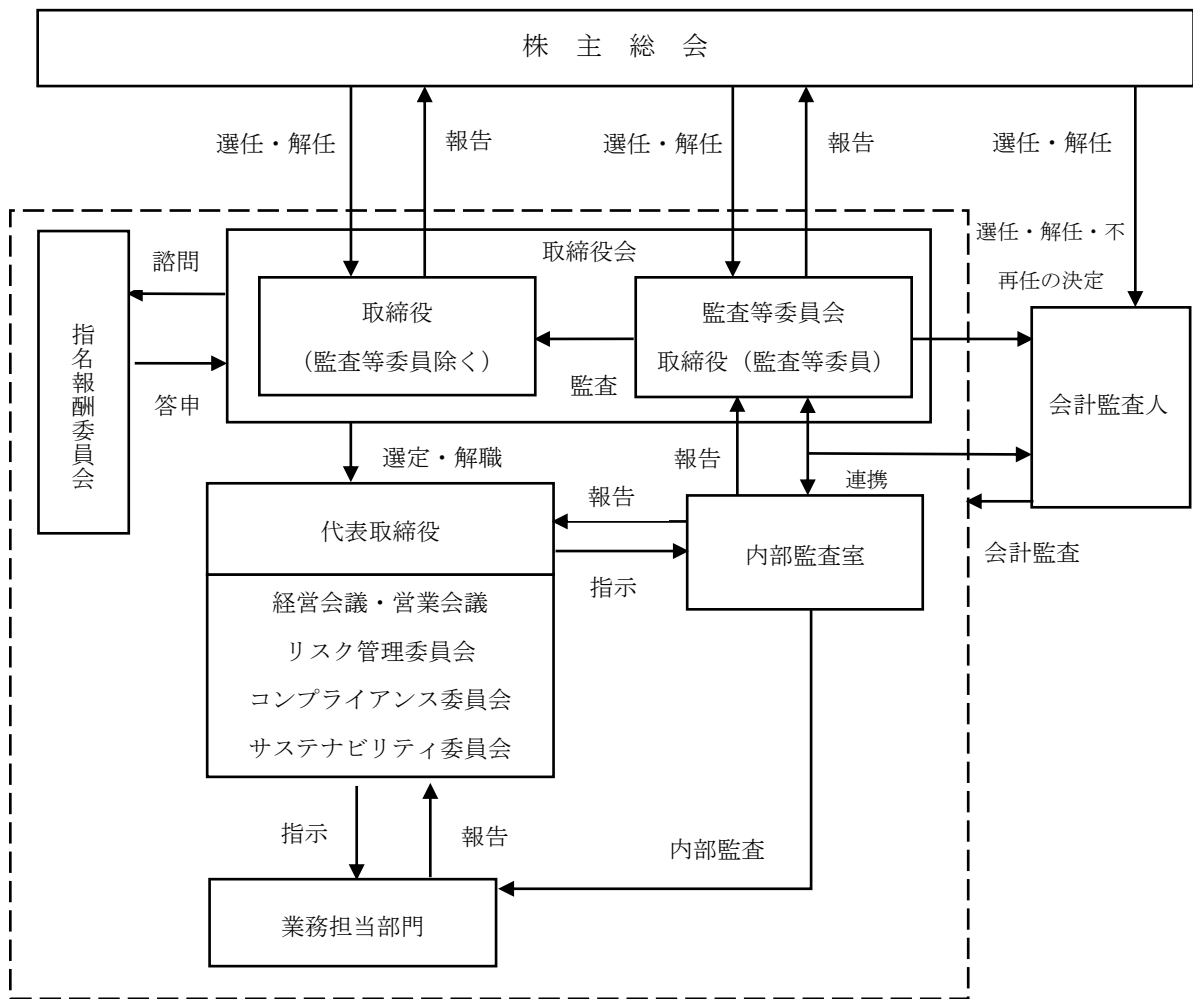 株主総会
選任・解任
報告
選任・解任
報告
選任・解任
諮問
取締役会
選任・解任・不
再任の決定
指名報酬委員会
取締役
(監査等委員除く)
監査等委員会
取締役(監査等委員)
監査
会計監査人
答申
選定・解職
報告
連携
代表取締役
報告
指示
内部監査室
会計監査
経営会議・営業会議
リスク管理委員会
コンプライアンス委員会
サステナビリティ委員会
指示
報告
内部監査
業務担当部門